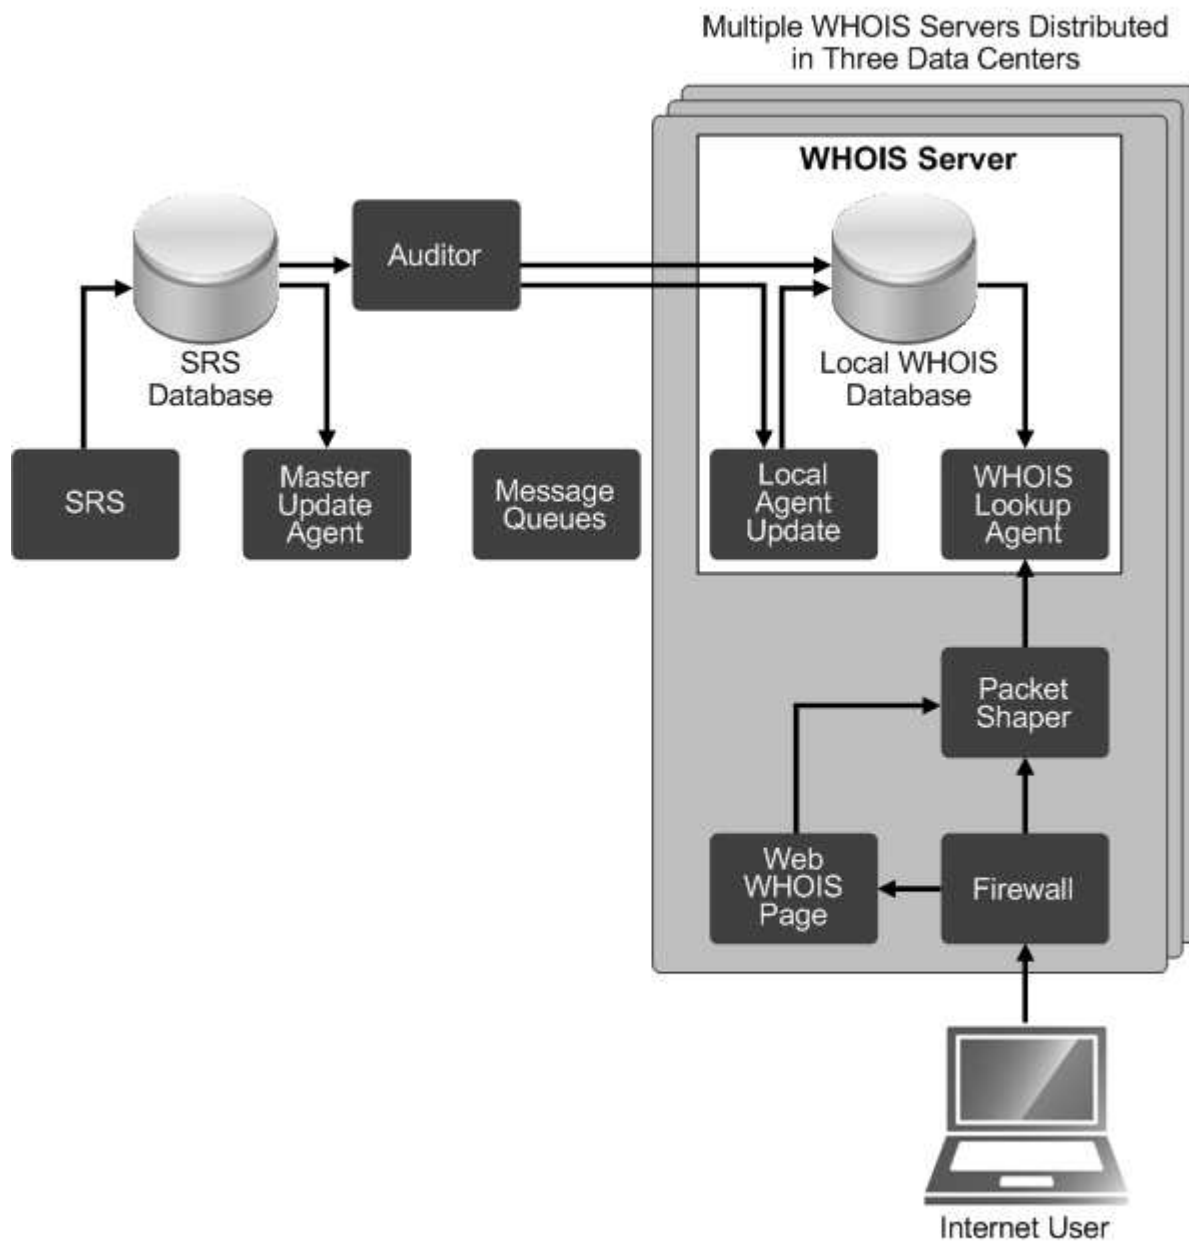 Multiple WHOIS Servers Distributed
in Three Data Centers
WHOIS Server
Auditor
SRS
Database
Local WHOIS
Database
SRS
Master
Update
Agent
Message
Queues
Local
Agent
Update
WHOIS
Lookup
Agent
Packet
Shaper
Web
WHOIS
Page
Firewall
Internet User